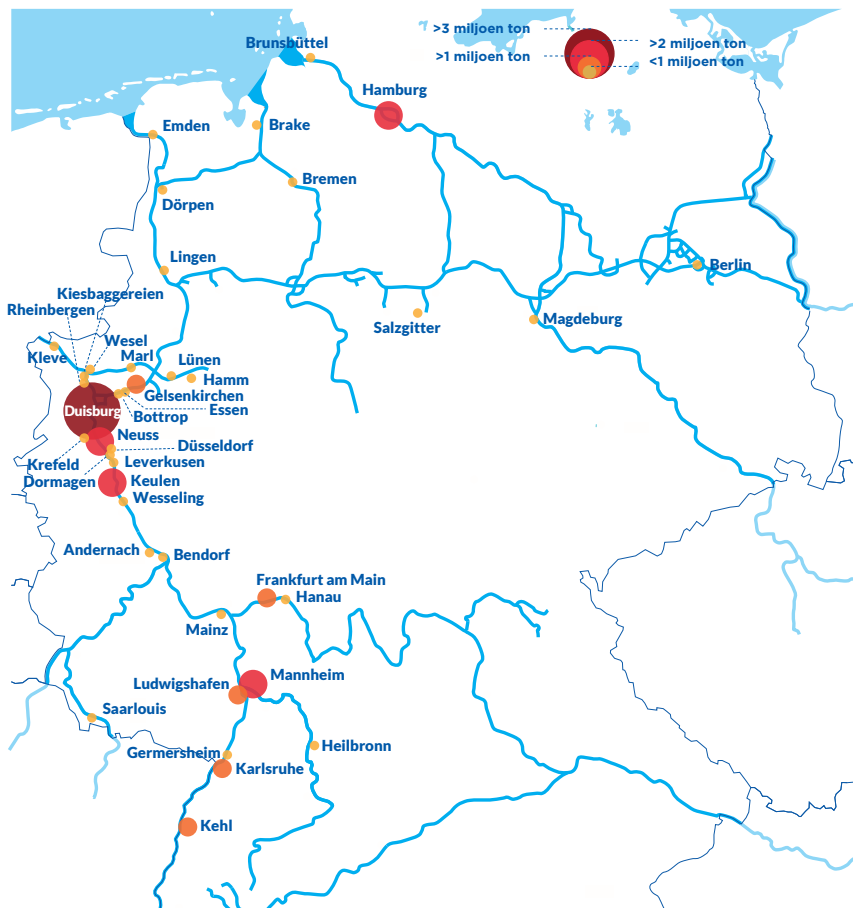 >3 miljoen ton
>2 miljoen ton
>1 miljoen ton
<1 miljoen ton
Brunsbüttel
Hamburg
Emden
Brake
Bremen
Dörpen
Lingen
Berlin
Kiesbaggereien
Rheinbergen
Salzgitter
Magdeburg
Wesel
Kleve
Marl
Lünen
Hamm
Gelsenkirchen
Duisburg
Essen
Bottrop
Neuss
Düsseldorf
Krefeld
Leverkusen
Dormagen
Keulen
Wesseling
Andernach
Bendorf
Frankfurt am Main
Hanau
Mainz
Mannheim
Ludwigshafen
Saarlouis
Heilbronn
Germersheim
Karlsruhe
Kehl